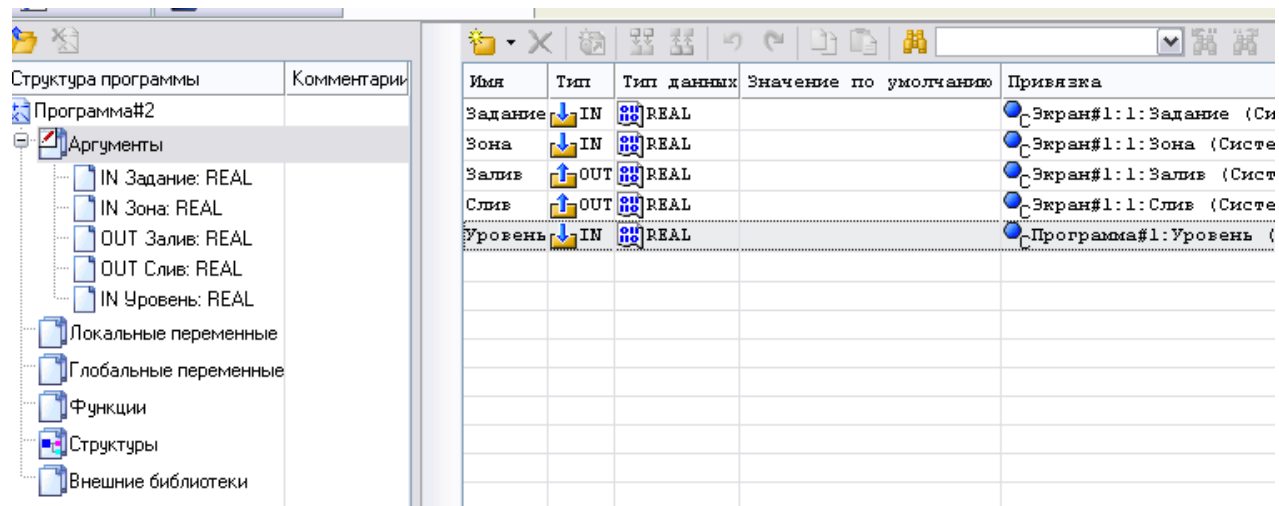 Структура программы
Комментарии
Программа#2
Аргументы
IN Задание: REAL
IN Зона: REAL
OUT Залив: REAL
OUT Слив: REAL
IN Уровень: REAL
Локальные переменные
Глобальные переменные
Функции
Структуры
Внешние библиотеки
Имя Тип Тип данных Значение по умолчанию Привязка
Задание IN REAL Экран#1:1:Задание (Си
Зона IN REAL Экран#1:1:Зона (Систе
Залив OUT REAL Экран#1:1:Залив (Сист
Слив OUT REAL Экран#1:1:Слив (Систе
Уровень IN REAL Программа#1:Уровень (